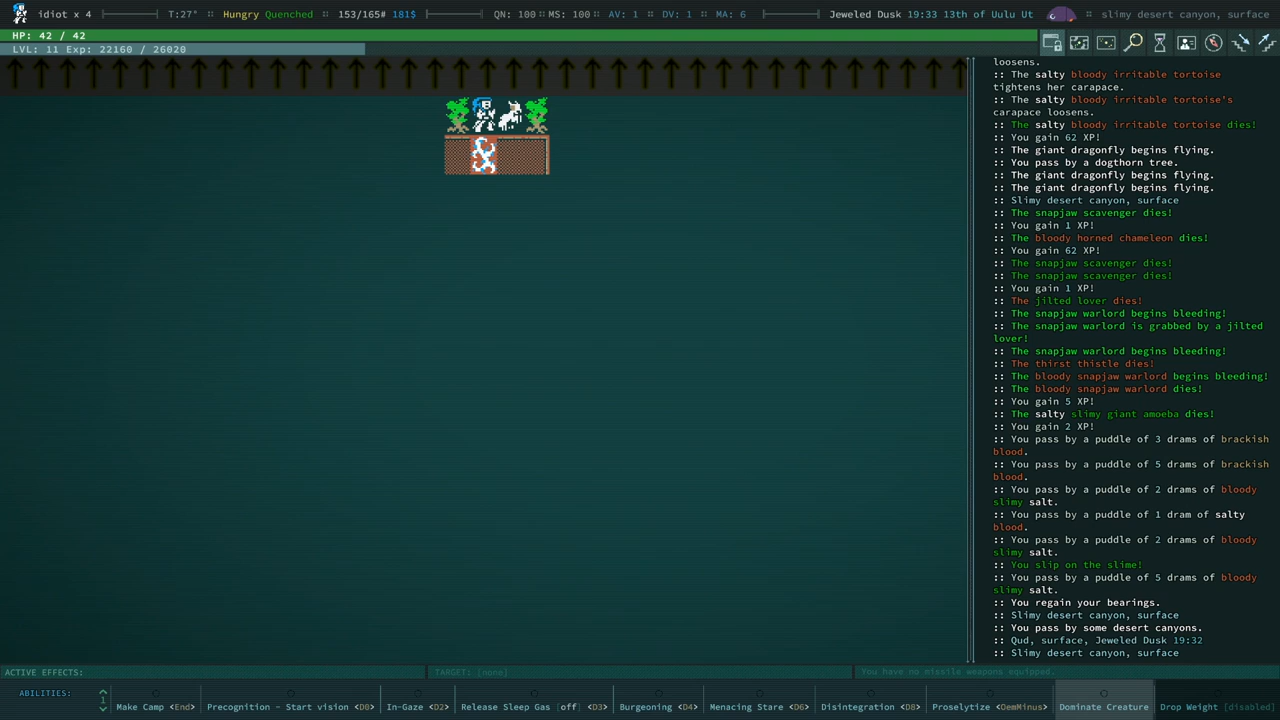 idiot x 4 T:27° :: Hungry Quenched :: 153/165# 181$ QN: 100 :: MS: 100 :: AV: 1 :: DV: 1 :: MA: 6 Jeweled Dusk 19:33 13th of Uulu Ut :: slimy desert canyon, surface
HP: 42 / 42
LVL: 11 Exp: 22160 / 26020
loosens.
:: The salty bloody irritable tortoise
tightens her carapace.
:: The salty bloody irritable tortoise's
carapace loosens.
:: The salty bloody irritable tortoise dies!
:: You gain 62 XP!
:: The giant dragonfly begins flying.
:: You pass by a dogthorn tree.
:: The giant dragonfly begins flying.
:: The giant dragonfly begins flying.
:: Slimy desert canyon, surface
:: The snapjaw scavenger dies!
:: You gain 1 XP!
:: The bloody horned chameleon dies!
:: You gain 62 XP!
:: The snapjaw scavenger dies!
:: The snapjaw scavenger dies!
:: You gain 1 XP!
:: The jilted lover dies!
:: The snapjaw warlord begins bleeding!
:: The snapjaw warlord is grabbed by a jilted
lover!
:: The snapjaw warlord begins bleeding!
:: The thirst thistle dies!
:: The bloody snapjaw warlord begins bleeding!
:: The bloody snapjaw warlord dies!
:: You gain 5 XP!
:: The salty slimy giant amoeba dies!
:: You gain 2 XP!
:: You pass by a puddle of 3 drams of brackish
blood.
:: You pass by a puddle of 5 drams of brackish
blood.
:: You pass by a puddle of 2 drams of bloody
slimy salt.
:: You pass by a puddle of 1 dram of salty
blood.
:: You pass by a puddle of 2 drams of bloody
slimy salt.
:: You slip on the slime!
:: You pass by a puddle of 5 drams of bloody
slimy salt.
:: You regain your bearings.
:: Slimy desert canyon, surface
:: You pass by some desert canyons.
:: Qud, surface, Jeweled Dusk 19:32
:: Slimy desert canyon, surface
ACTIVE EFFECTS: TARGET: [none] You have no missile weapons equipped.
ABILITIES: 1 Make Camp <End> Precognition - Start vision <D0> In-Gaze <D2> Release Sleep Gas [off] <D3> Burgeoning <D4> Menacing Stare <D6> Disintegration <D8> Proselytize <OemMinus> Dominate Creature Drop Weight [disabled]